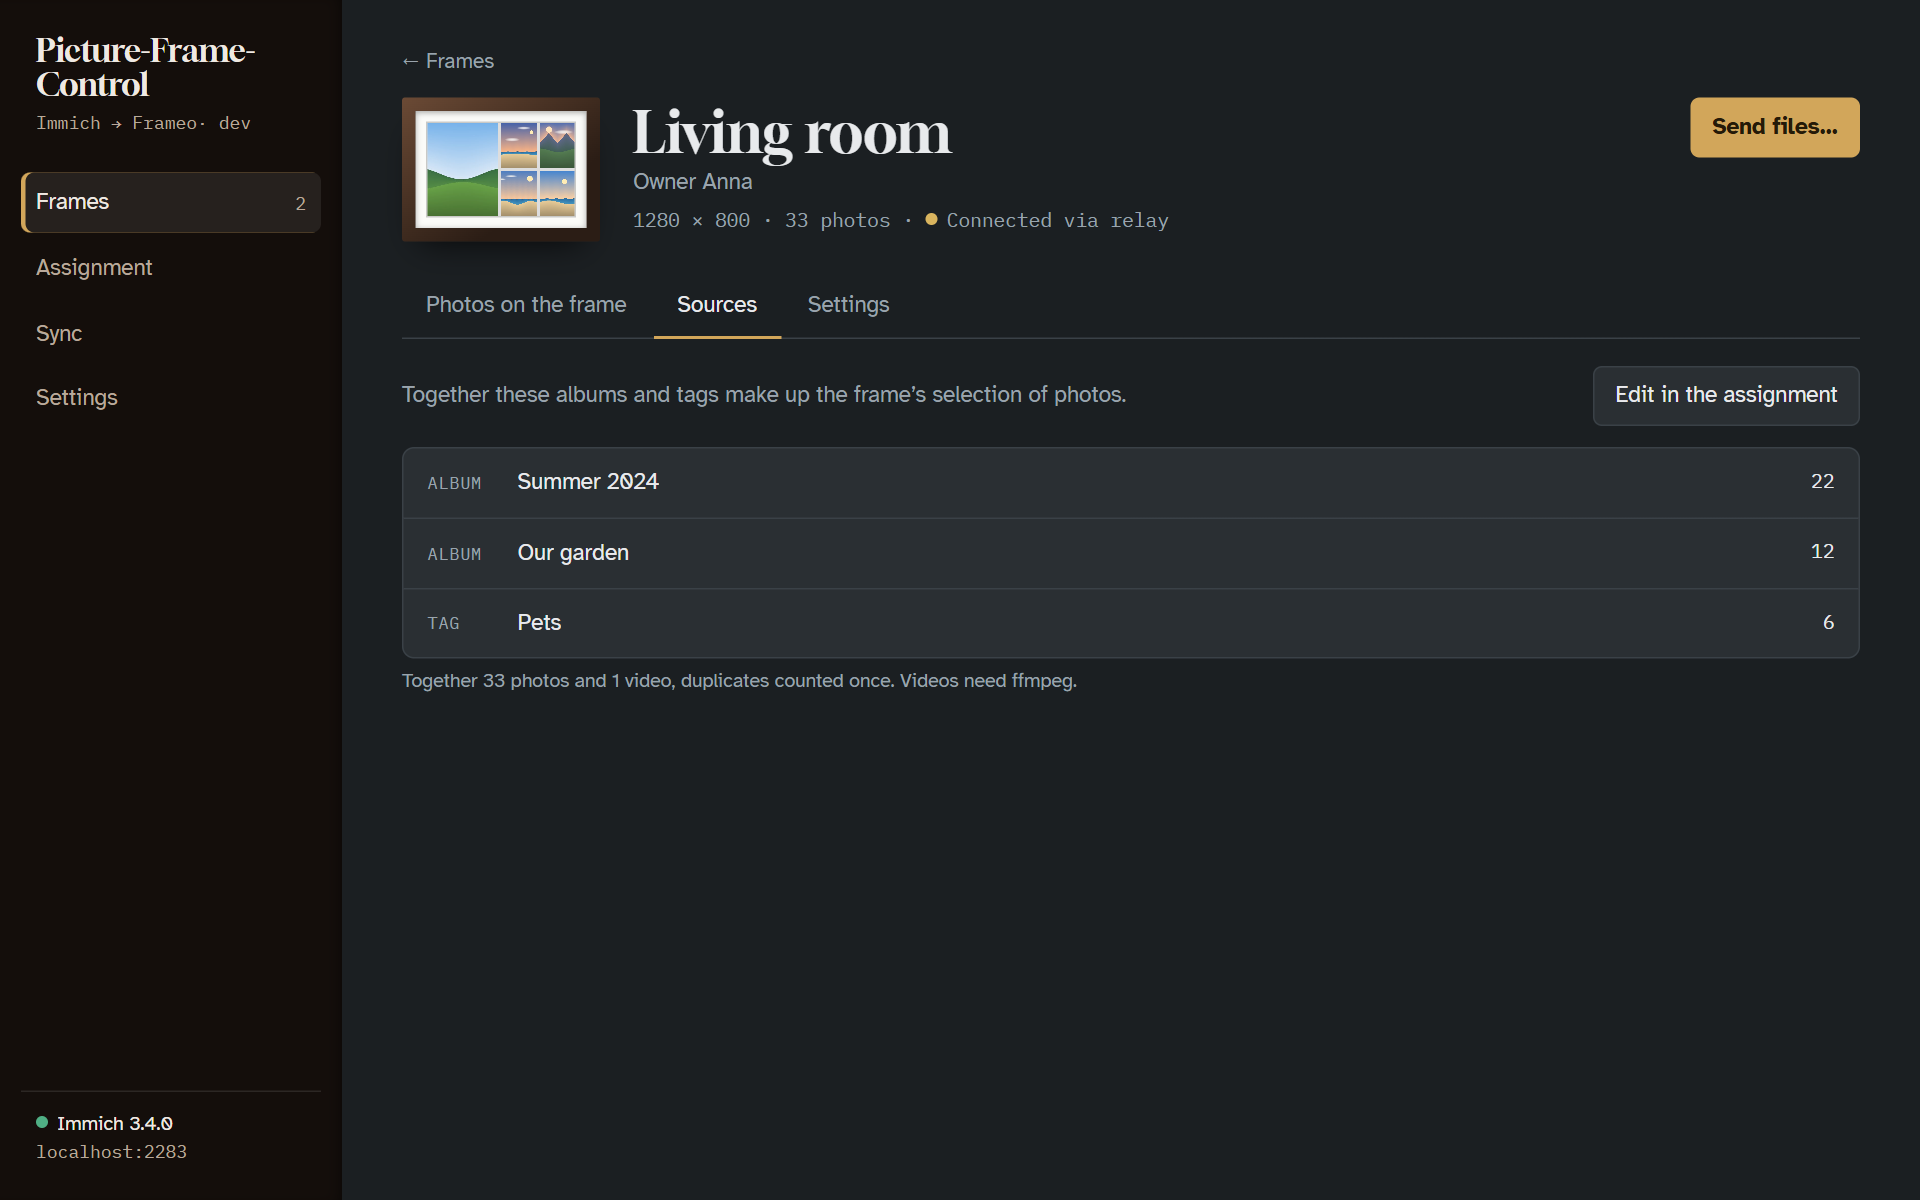 Picture-Frame-
Control
Immich → Frameo · dev
Frames 2
Assignment
Sync
Settings
Immich 3.4.0
localhost:2283
← Frames
Living room
Owner Anna
1280 × 800 · 33 photos · Connected via relay
Send files…
Photos on the frame Sources Settings
Together these albums and tags make up the frame’s selection of photos.
Edit in the assignment
ALBUM Summer 2024 22
ALBUM Our garden 12
TAG Pets 6
Together 33 photos and 1 video, duplicates counted once. Videos need ffmpeg.